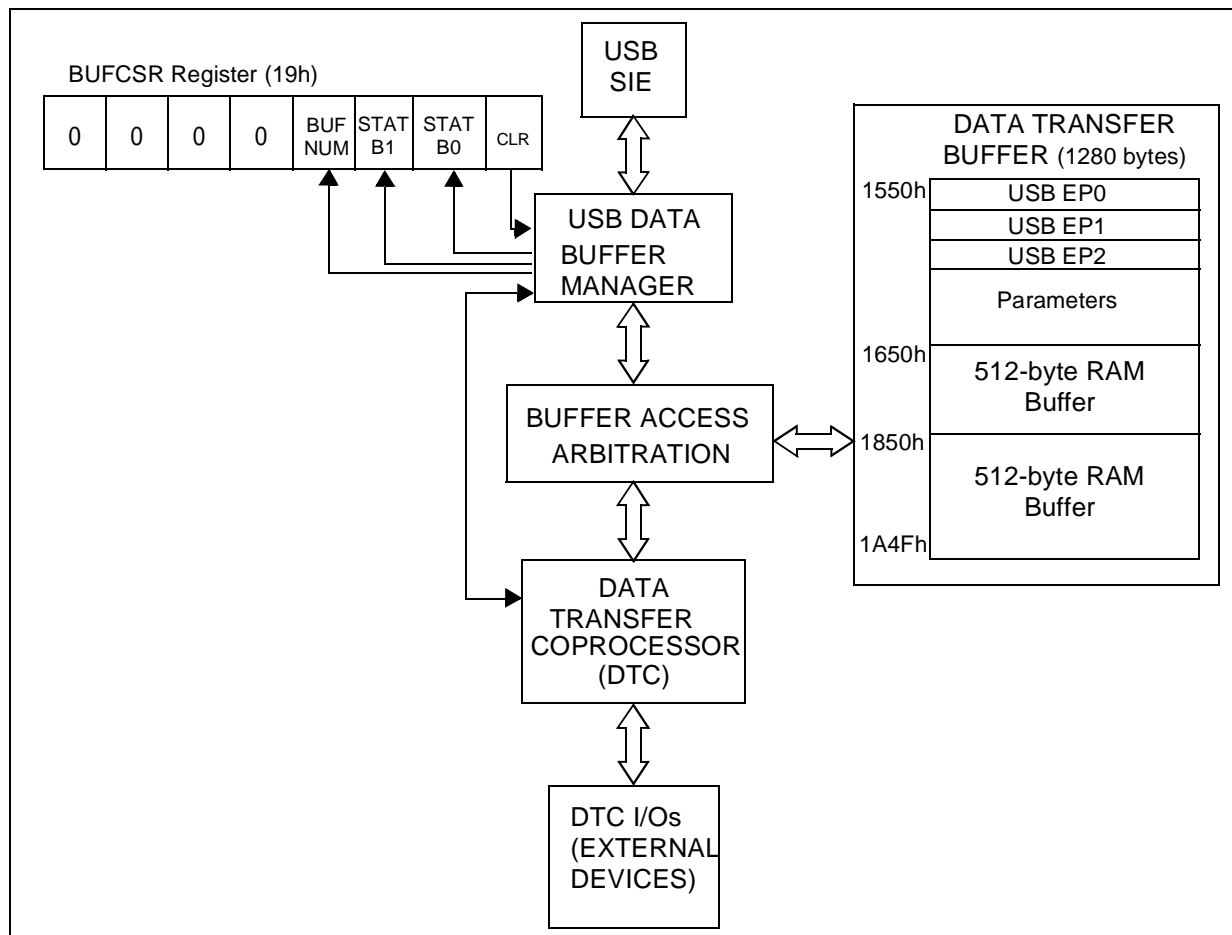 USB
SIE
BUFCSR Register (19h)
0 0 0 0 BUF NUM STAT B1 STAT B0 CLR
USB DATA
BUFFER
MANAGER
BUFFER ACCESS
ARBITRATION
DATA
TRANSFER
COPROCESSOR
(DTC)
DTC I/Os
(EXTERNAL
DEVICES)
DATA TRANSFER
BUFFER (1280 bytes)
1550h
USB EP0
USB EP1
USB EP2
Parameters
1650h
512-byte RAM
Buffer
1850h
512-byte RAM
Buffer
1A4Fh